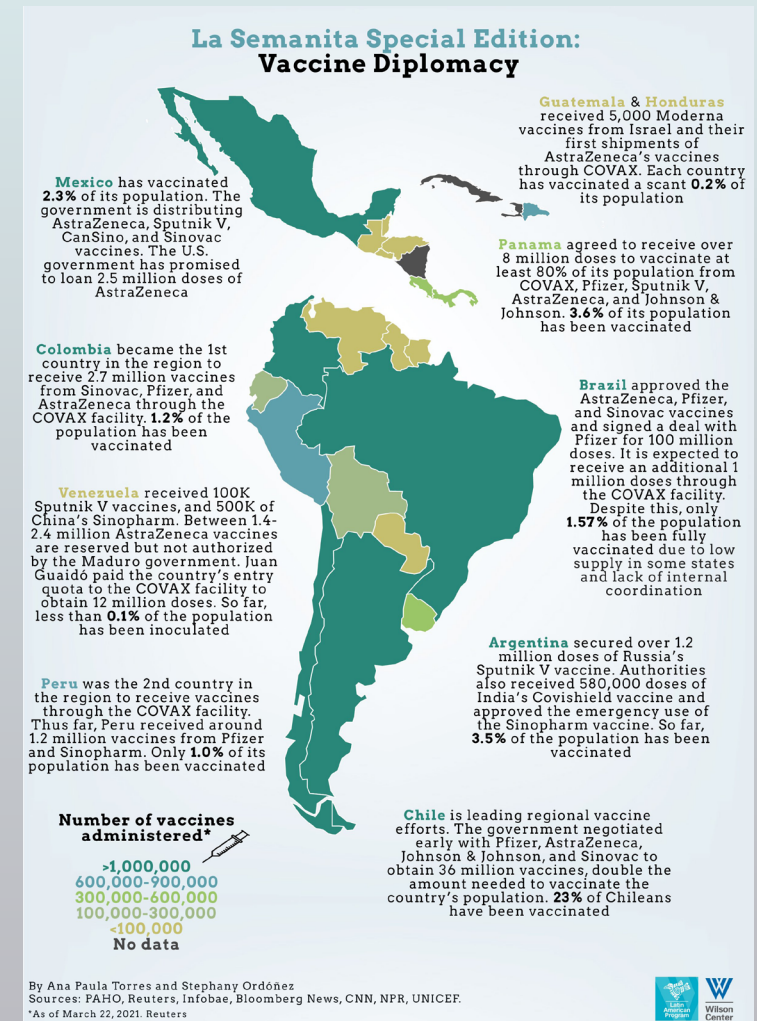 La Semanita Special Edition:
Vaccine Diplomacy
Guatemala & Honduras
received 5,000 Moderna
vaccines from Israel and their
first shipments of
AstraZeneca's vaccines
through COVAX. Each country
has vaccinated a scant 0.2% of
its population
Mexico has vaccinated
2.3% of its population. The
government is distributing
AstraZeneca, Sputnik V,
CanSino, and Sinovac
vaccines. The U.S.
government has promised
to loan 2.5 million doses of
AstraZeneca
Panama agreed to receive over
8 million doses to vaccinate at
least 80% of its population from
COVAX, Pfizer, Sputnik V,
AstraZeneca, and Johnson &
Johnson. 3.6% of its population
has been vaccinated
Colombia became the 1st
country in the region to
receive 2.7 million vaccines
from Sinovac, Pfizer, and
AstraZeneca through the
COVAX facility. 1.2% of the
population has been
vaccinated
Brazil approved the
AstraZeneca, Pfizer,
and Sinovac vaccines
and signed a deal with
Pfizer for 100 million
doses. It is expected to
receive an additional 1
million doses through
the COVAX facility.
Despite this, only
1.57% of the population
has been fully
vaccinated due to low
supply in some states
and lack of internal
coordination
Venezuela received 100K
Sputnik V vaccines, and 500K of
China's Sinopharm. Between 1.4-
2.4 million AstraZeneca vaccines
are reserved but not authorized
by the Maduro government. Juan
Guaidó paid the country's entry
quota to the COVAX facility to
obtain 12 million doses. So far,
less than 0.1% of the population
has been inoculated
Argentina secured over 1.2
million doses of Russia's
Sputnik V vaccine. Authorities
also received 580,000 doses of
India's Covishield vaccine and
approved the emergency use of
the Sinopharm vaccine. So far,
3.5% of the population has been
vaccinated
Peru was the 2nd country in
the region to receive vaccines
through the COVAX facility.
Thus far, Peru received around
1.2 million vaccines from Pfizer
and Sinopharm. Only 1.0% of its
population has been vaccinated
Chile is leading regional vaccine
efforts. The government negotiated
early with Pfizer, AstraZeneca,
Johnson & Johnson, and Sinovac to
obtain 36 million vaccines, double the
amount needed to vaccinate the
country's population. 23% of Chileans
have been vaccinated
Number of vaccines
administered*
>1,000,000
600,000-900,000
300,000-600,000
100,000-300,000
<100,000
No data
By Ana Paula Torres and Stephany Ordóñez
Sources: PAHO, Reuters, Infobae, Bloomberg News, CNN, NPR, UNICEF.
*As of March 22, 2021. Reuters
Latin
American
Program
Wilson
Center